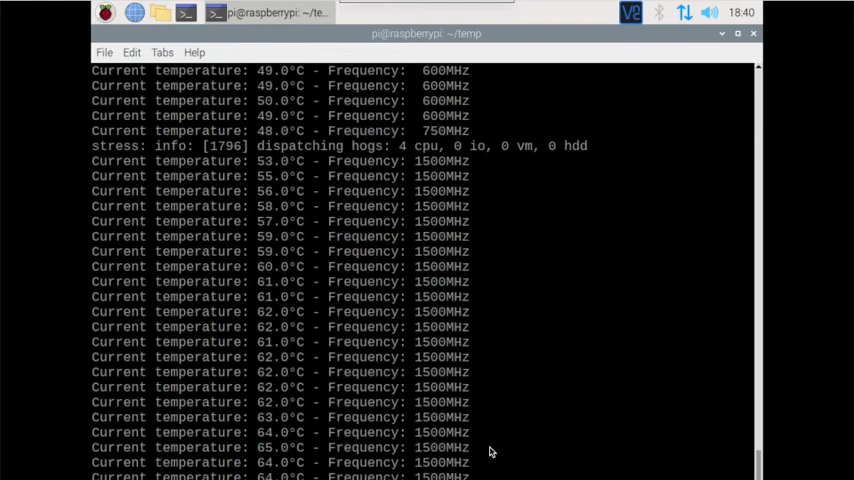 pi@raspberrypi: ~/te...
18:40
pi@raspberrypi: ~/temp
File Edit Tabs Help
Current temperature: 49.0°C - Frequency:  600MHz
Current temperature: 49.0°C - Frequency:  600MHz
Current temperature: 50.0°C - Frequency:  600MHz
Current temperature: 49.0°C - Frequency:  600MHz
Current temperature: 48.0°C - Frequency:  750MHz
stress: info: [1796] dispatching hogs: 4 cpu, 0 io, 0 vm, 0 hdd
Current temperature: 53.0°C - Frequency: 1500MHz
Current temperature: 55.0°C - Frequency: 1500MHz
Current temperature: 56.0°C - Frequency: 1500MHz
Current temperature: 58.0°C - Frequency: 1500MHz
Current temperature: 57.0°C - Frequency: 1500MHz
Current temperature: 59.0°C - Frequency: 1500MHz
Current temperature: 59.0°C - Frequency: 1500MHz
Current temperature: 60.0°C - Frequency: 1500MHz
Current temperature: 61.0°C - Frequency: 1500MHz
Current temperature: 61.0°C - Frequency: 1500MHz
Current temperature: 62.0°C - Frequency: 1500MHz
Current temperature: 62.0°C - Frequency: 1500MHz
Current temperature: 61.0°C - Frequency: 1500MHz
Current temperature: 62.0°C - Frequency: 1500MHz
Current temperature: 62.0°C - Frequency: 1500MHz
Current temperature: 62.0°C - Frequency: 1500MHz
Current temperature: 62.0°C - Frequency: 1500MHz
Current temperature: 63.0°C - Frequency: 1500MHz
Current temperature: 64.0°C - Frequency: 1500MHz
Current temperature: 65.0°C - Frequency: 1500MHz
Current temperature: 64.0°C - Frequency: 1500MHz
Current temperature: 64.0°C - Frequency: 1500MHz